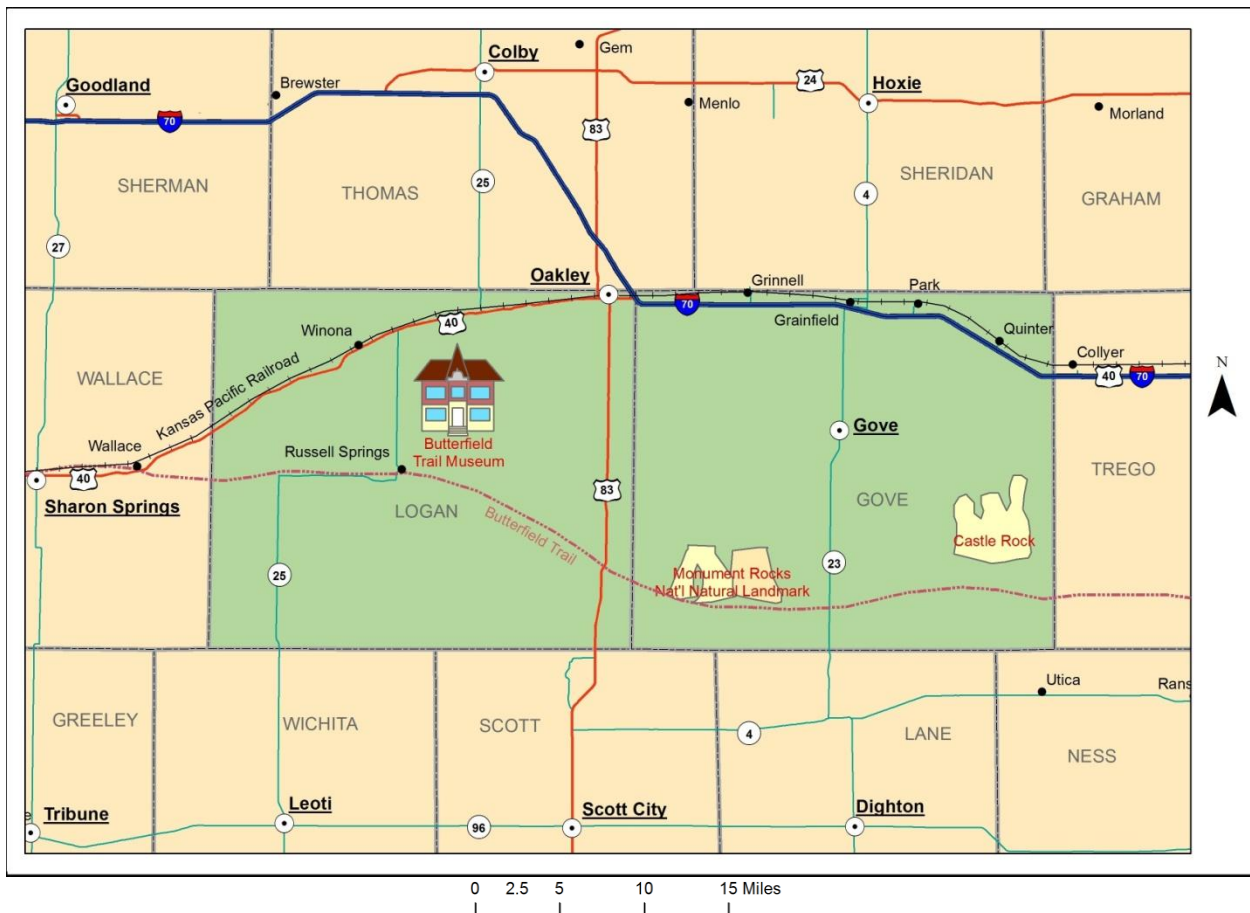 Gem
Colby
Goodland
Brewster
24
Hoxie
Menlo
Morland
70
83
SHERMAN
THOMAS
25
4
SHERIDAN
GRAHAM
27
Oakley
Grinnell
Park
70
Grainfield
Winona
40
Quinter
Collyer
40
70
N
WALLACE
Kansas Pacific Railroad
Wallace
Russell Springs
Butterfield
Trail Museum
Gove
TREGO
40
Sharon Springs
83
LOGAN
Butterfield Trail
GOVE
Castle Rock
25
Monument Rocks
Nat'l Natural Landmark
23
Utica
Rans
GREELEY
WICHITA
SCOTT
4
LANE
NESS
e
Tribune
Leoti
96
Scott City
Dighton
0 2.5 5 10 15 Miles